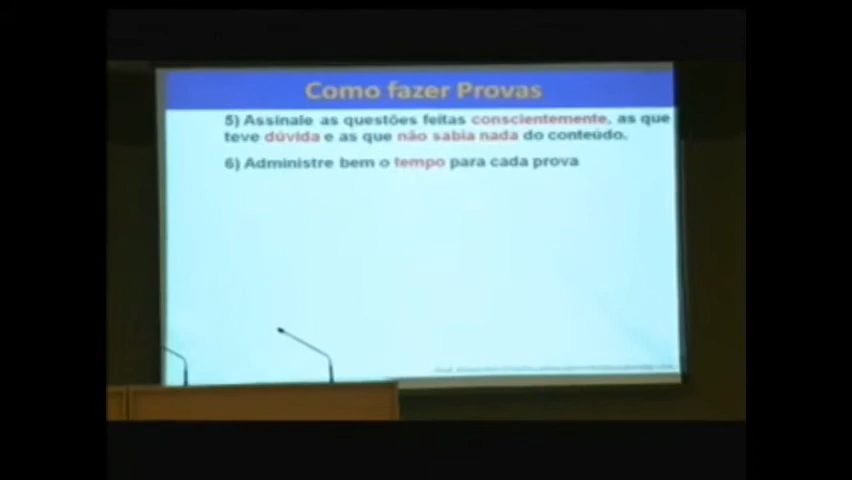 Como fazer Provas
5) Assinale as questões feitas conscientemente, as que
teve dúvida e as que não sabia nada do conteúdo.
6) Administre bem o tempo para cada prova